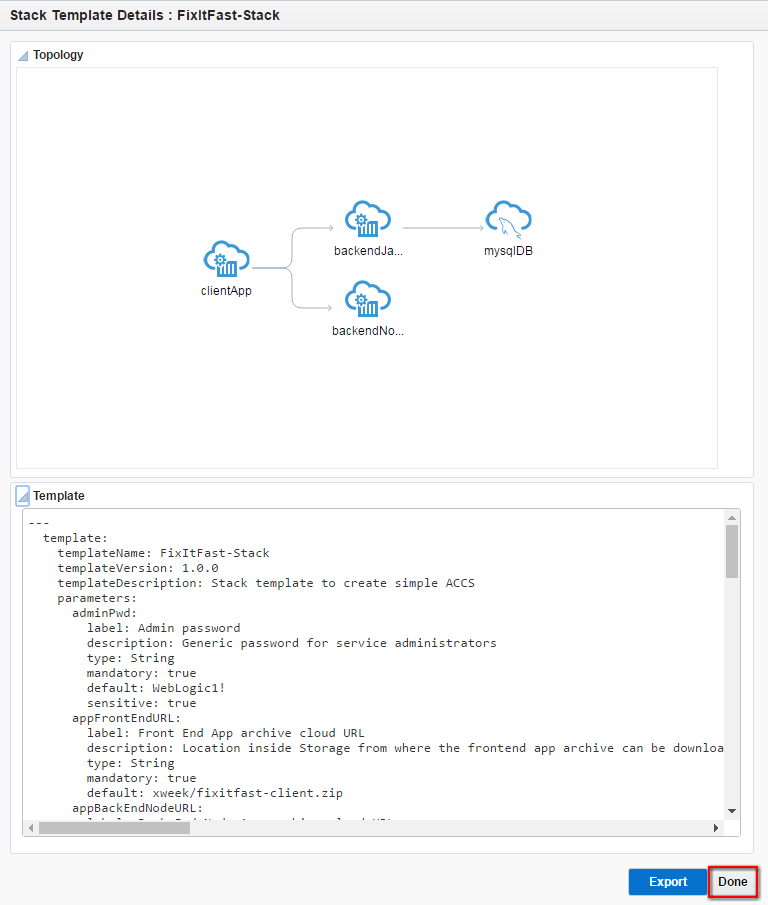 Stack Template Details : FixItFast-Stack
Topology
backendJa...
mysqlDB
clientApp
backendNo...
Template
---
template:
templateName: FixItFast-Stack
templateVersion: 1.0.0
templateDescription: Stack template to create simple ACCS
parameters:
adminPwd:
label: Admin password
description: Generic password for service administrators
type: String
mandatory: true
default: WebLogic1!
sensitive: true
appFrontEndURL:
label: Front End App archive cloud URL
description: Location inside Storage from where the frontend app archive can be downloa
type: String
mandatory: true
default: xweek/fixitfast-client.zip
appBackEndNodeURL:
Export
Done